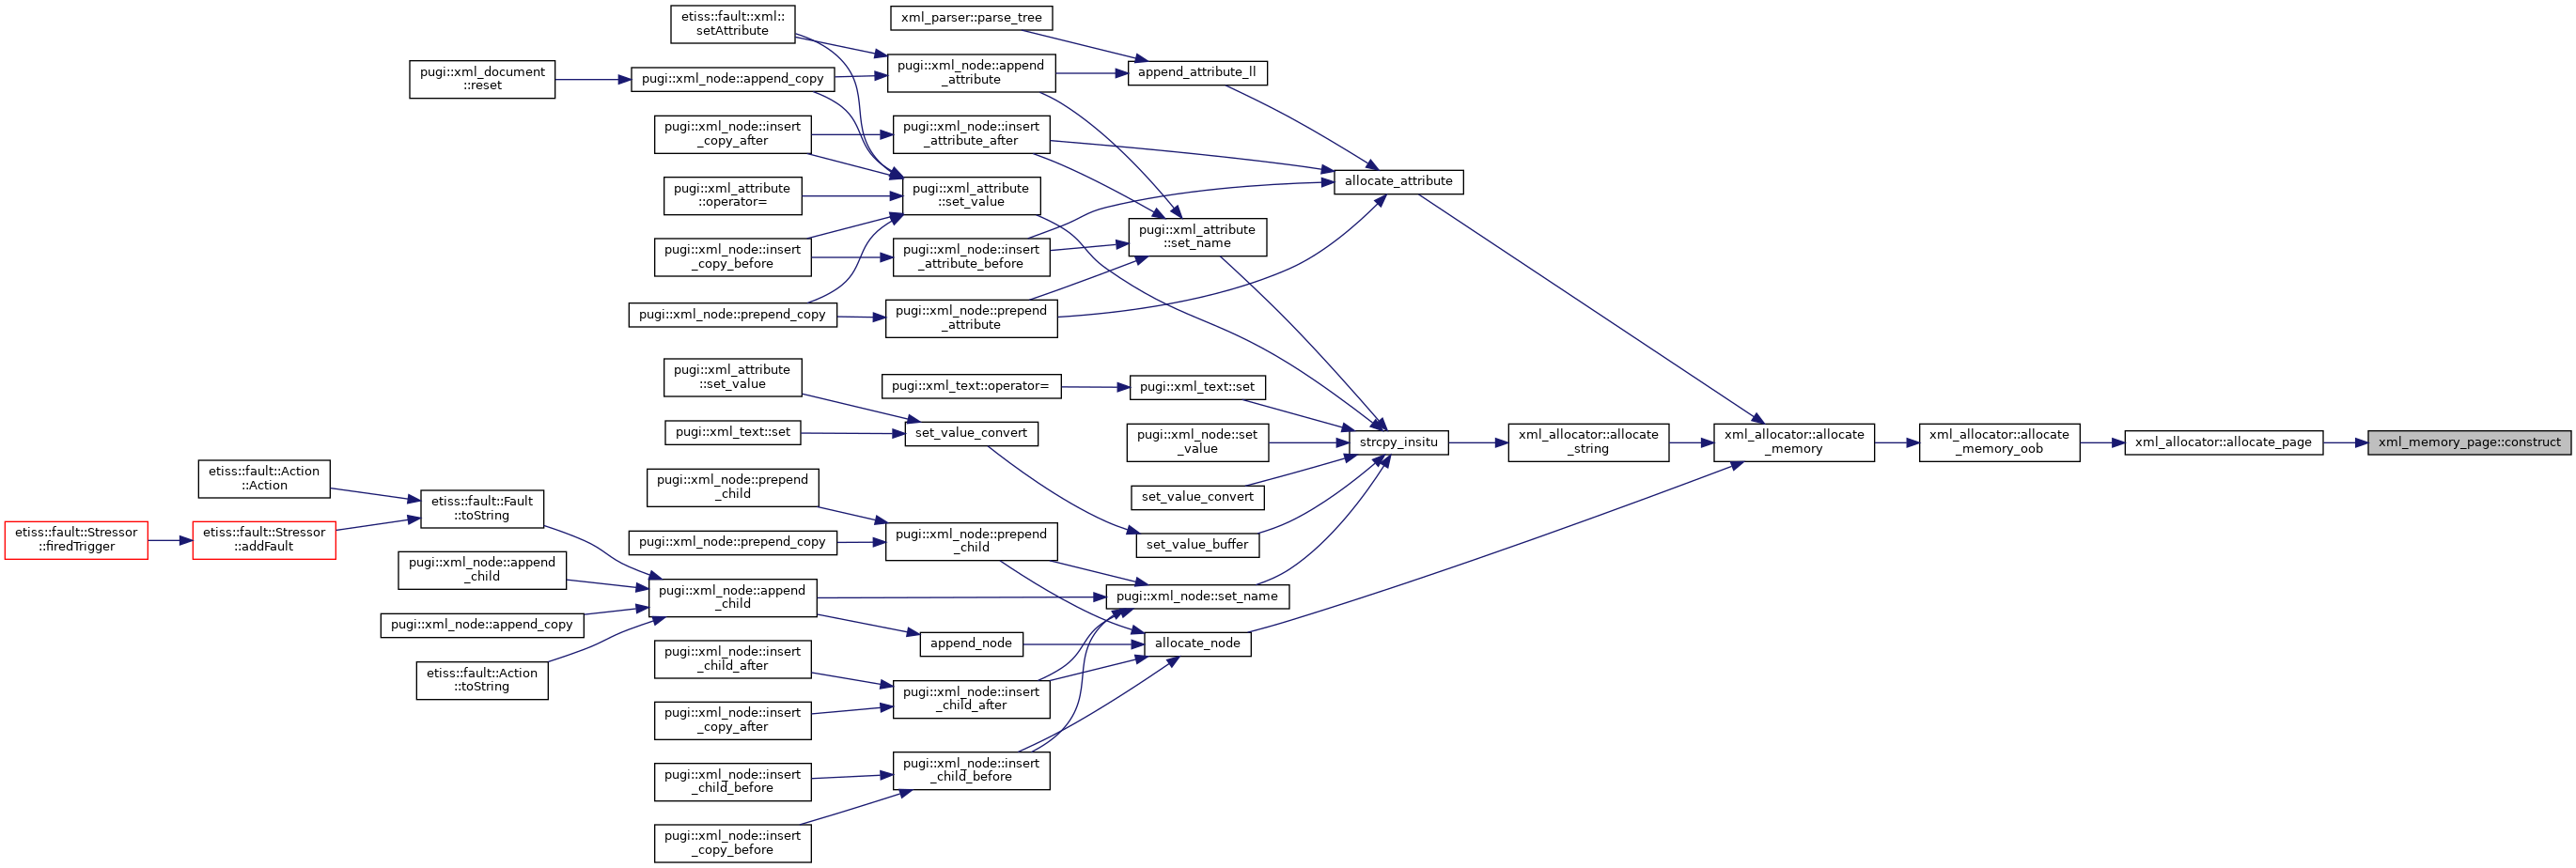 etiss::fault::xml::
setAttribute
xml_parser::parse_tree
pugi::xml_document
::reset
pugi::xml_node::append_copy
pugi::xml_node::append
_attribute
append_attribute_ll
pugi::xml_node::insert
_copy_after
pugi::xml_node::insert
_attribute_after
pugi::xml_attribute
::operator=
pugi::xml_attribute
::set_value
allocate_attribute
pugi::xml_node::insert
_copy_before
pugi::xml_node::insert
_attribute_before
pugi::xml_attribute
::set_name
pugi::xml_node::prepend_copy
pugi::xml_node::prepend
_attribute
pugi::xml_attribute
::set_value
pugi::xml_text::operator=
pugi::xml_text::set
pugi::xml_text::set
set_value_convert
pugi::xml_node::set
_value
strcpy_insitu
xml_allocator::allocate
_string
xml_allocator::allocate
_memory
xml_allocator::allocate
_memory_oob
xml_allocator::allocate_page
xml_memory_page::construct
etiss::fault::Action
::Action
pugi::xml_node::prepend
_child
set_value_convert
etiss::fault::Fault
::toString
etiss::fault::Stressor
::firedTrigger
etiss::fault::Stressor
::addFault
pugi::xml_node::prepend_copy
pugi::xml_node::prepend
_child
set_value_buffer
pugi::xml_node::append
_child
pugi::xml_node::append
_child
pugi::xml_node::set_name
pugi::xml_node::append_copy
append_node
allocate_node
etiss::fault::Action
::toString
pugi::xml_node::insert
_child_after
pugi::xml_node::insert
_child_after
pugi::xml_node::insert
_copy_after
pugi::xml_node::insert
_child_before
pugi::xml_node::insert
_child_before
pugi::xml_node::insert
_copy_before